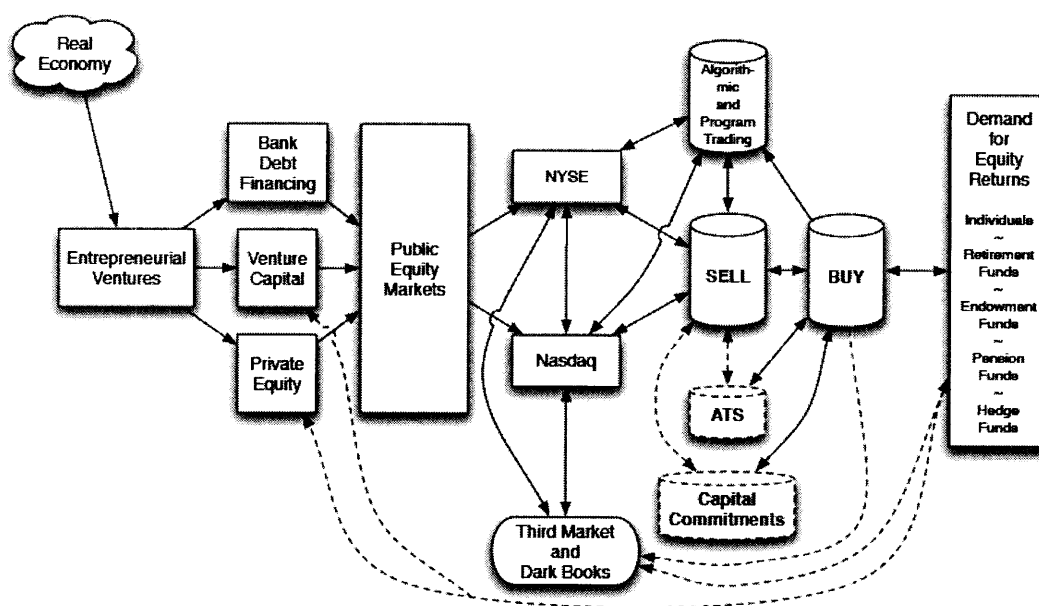 Real
Economy
Entrepreneurial
Ventures
Bank
Debt
Financing
Venture
Capital
Private
Equity
Public
Equity
Markets
NYSE
Nasdaq
Third Market
and
Dark Books
Algorith-
mic
and
Program
Trading
SELL
BUY
ATS
Capital
Commitments
Demand
for
Equity
Returns
Individuals
~
Retirement
Funds
~
Endowment
Funds
~
Pension
Funds
~
Hedge
Funds